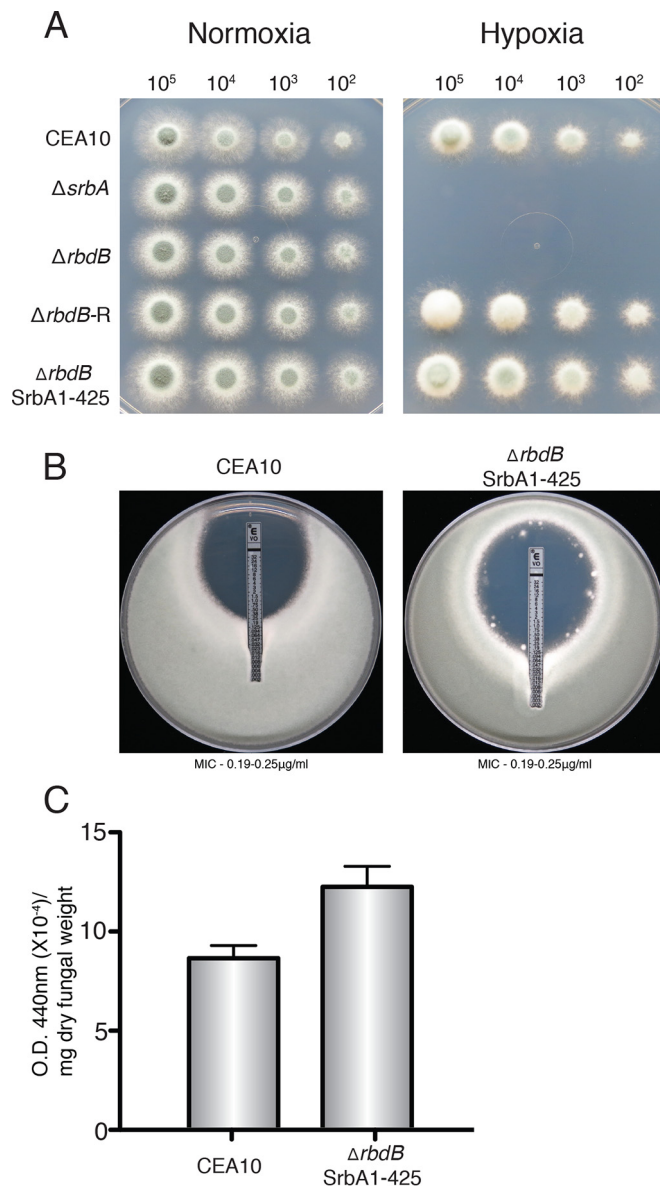 A
Normoxia Hypoxia
10⁵ 10⁴ 10³ 10² 10⁵ 10⁴ 10³ 10²
CEA10
ΔsrbA
ΔrbdB
ΔrbdB-R
ΔrbdB
SrbA1-425
B
CEA10
ΔrbdB
SrbA1-425
MIC - 0.19-0.25µg/ml MIC - 0.19-0.25µg/ml
C
O.D. 440nm (X10⁻⁴)/
mg dry fungal weight
15
10
5
0
CEA10
ΔrbdB
SrbA1-425